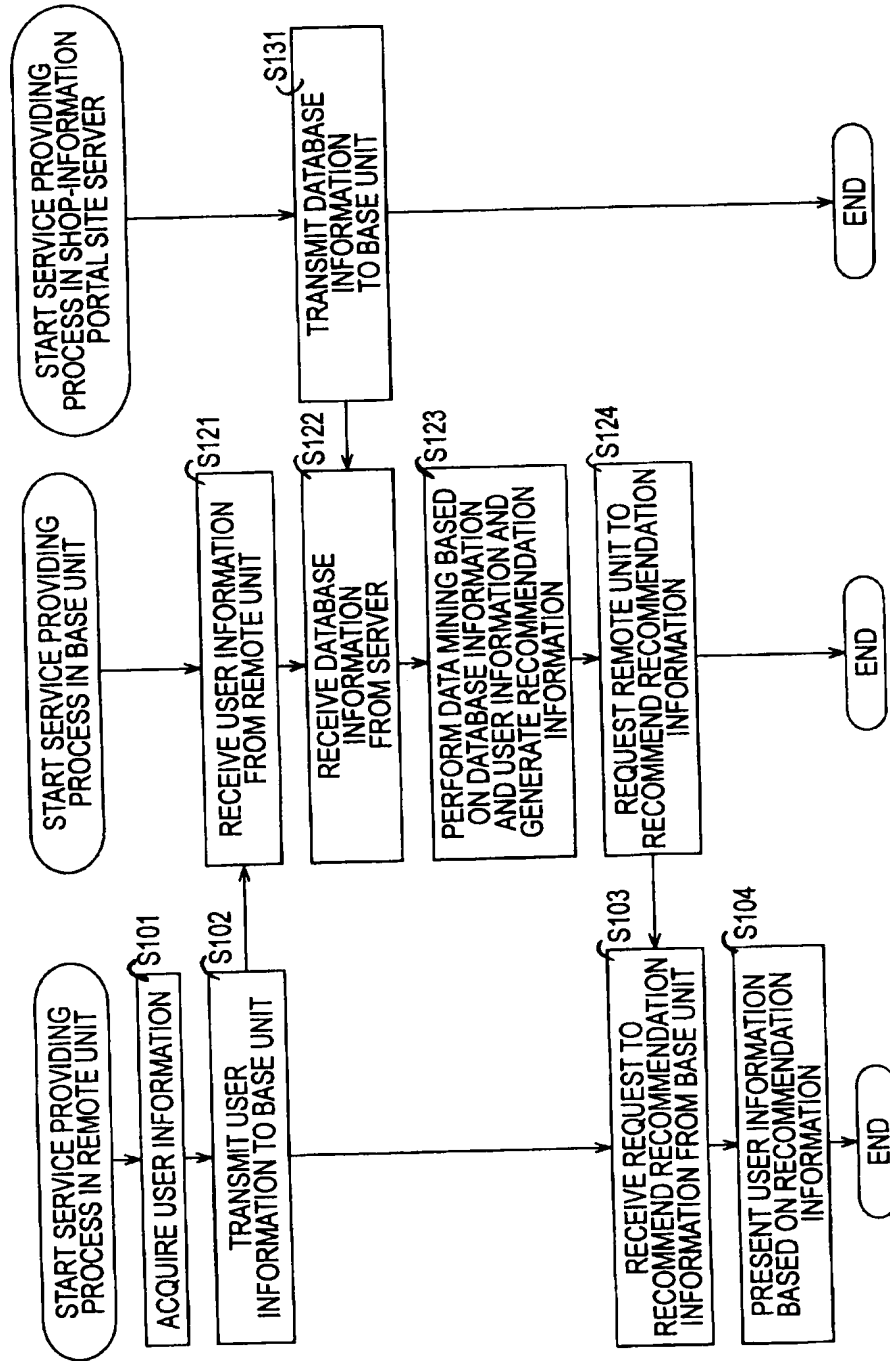 START SERVICE PROVIDING
PROCESS IN REMOTE UNIT
S101
ACQUIRE USER INFORMATION
S102
TRANSMIT USER
INFORMATION TO BASE UNIT
S103
RECEIVE REQUEST TO
RECOMMEND RECOMMENDATION
INFORMATION FROM BASE UNIT
S104
PRESENT USER INFORMATION
BASED ON RECOMMENDATION
INFORMATION
END
START SERVICE PROVIDING
PROCESS IN BASE UNIT
S121
RECEIVE USER INFORMATION
FROM REMOTE UNIT
S122
RECEIVE DATABASE
INFORMATION
FROM SERVER
S123
PERFORM DATA MINING BASED
ON DATABASE INFORMATION
AND USER INFORMATION AND
GENERATE RECOMMENDATION
INFORMATION
S124
REQUEST REMOTE UNIT TO
RECOMMEND RECOMMENDATION
INFORMATION
END
START SERVICE PROVIDING
PROCESS IN SHOP-INFORMATION
PORTAL SITE SERVER
S131
TRANSMIT DATABASE
INFORMATION
TO BASE UNIT
END